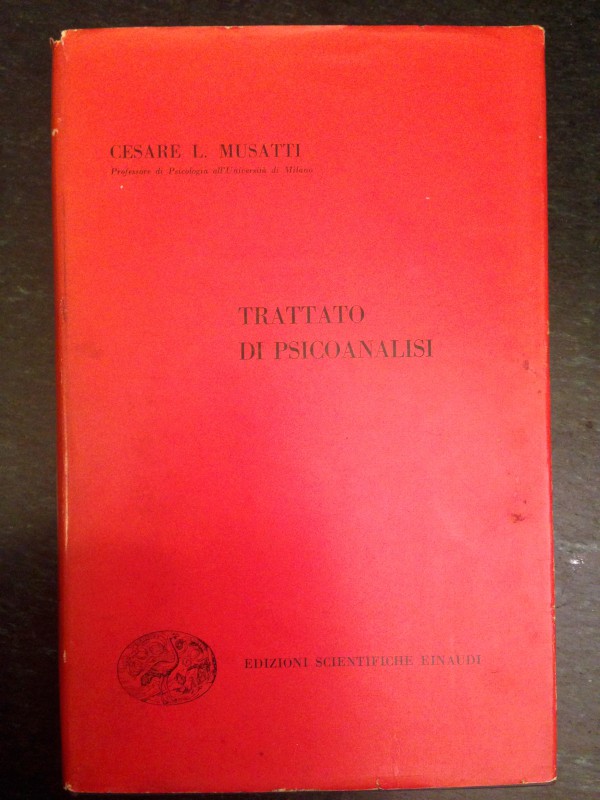 CESARE L. MUSATTI
Professore di Psicologia all'Università di Milano
TRATTATO
DI PSICOANALISI
EDIZIONI SCIENTIFICHE EINAUDI